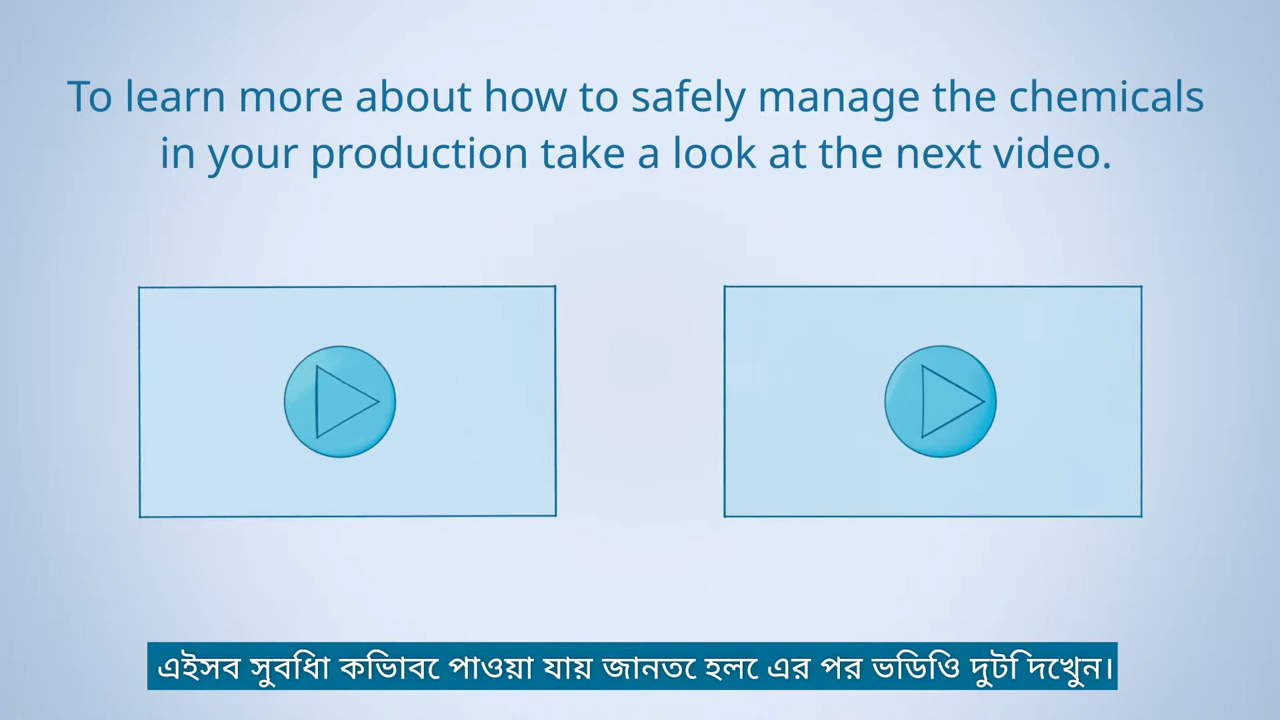 To learn more about how to safely manage the chemicals
in your production take a look at the next video.
এইসব সুবিধা কিভাবে পাওয়া যায় জানতে হলে এর পর ভিডিও দুটি দেখুন।